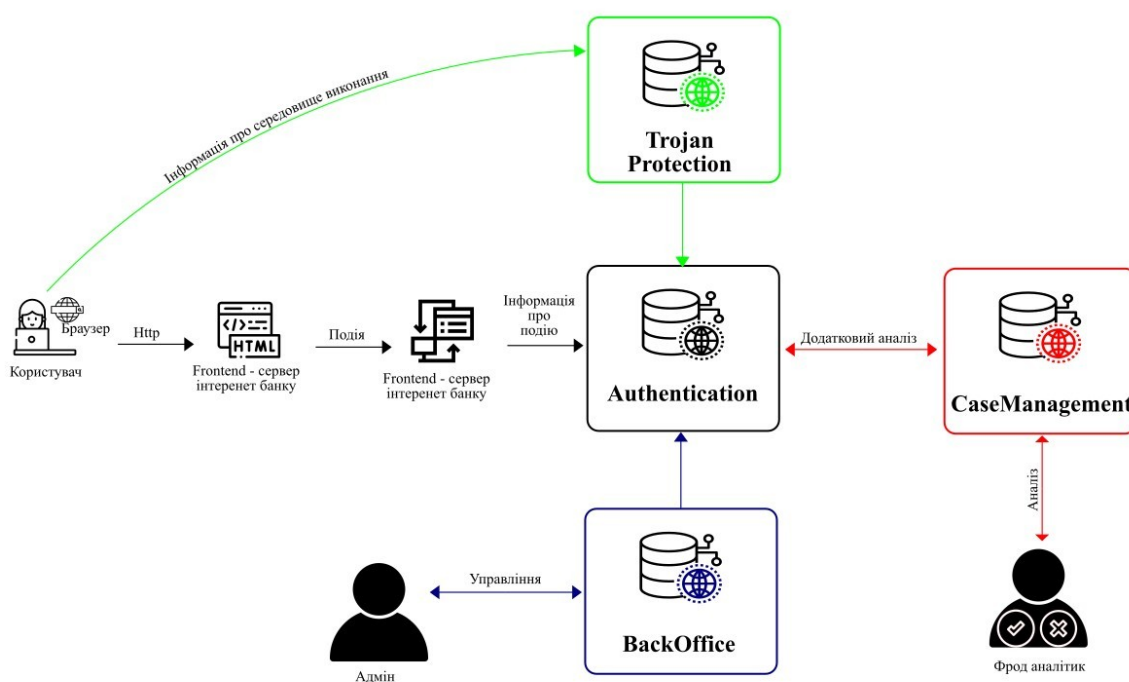 Trojan
Protection
Інформація про середовище виконання
Браузер
Користувач
Http
HTML
Frontend - сервер
інтеренет банку
Подія
Frontend - сервер
інтеренет банку
Інформація
про
подію
Authentication
Додатковий аналіз
CaseManagement
Аналіз
Управління
Адмін
BackOffice
Фрод аналітик